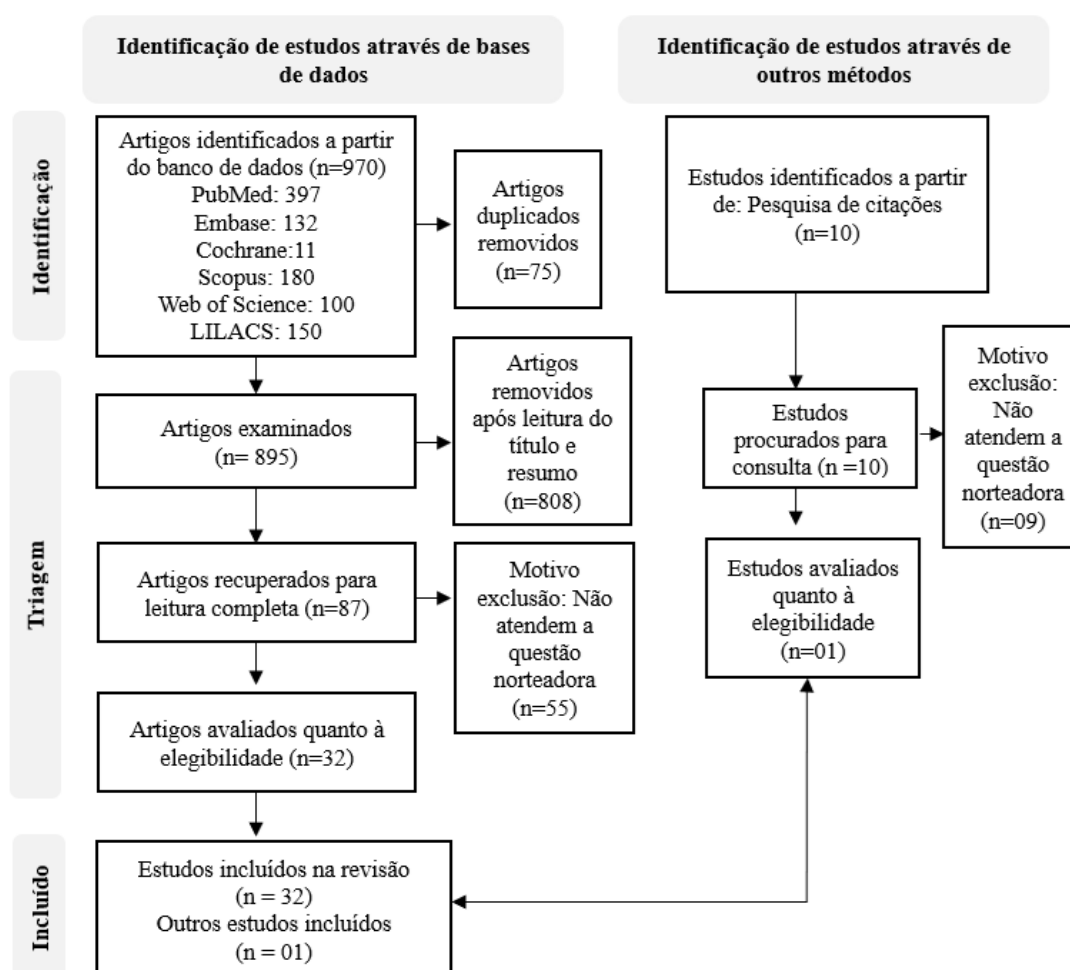 Identificação de estudos através de bases
de dados
Identificação de estudos através de
outros métodos
Identificação
Artigos identificados a partir
do banco de dados (n=970)
PubMed: 397
Embase: 132
Cochrane:11
Scopus: 180
Web of Science: 100
LILACS: 150
Artigos
duplicados
removidos
(n=75)
Estudos identificados a partir
de: Pesquisa de citações
(n=10)
Triagem
Artigos examinados
(n= 895)
Artigos
removidos
após leitura do
título e
resumo
(n=808)
Estudos
procurados para
consulta (n =10)
Motivo
exclusão:
Não
atendem a
questão
norteadora
(n=09)
Artigos recuperados para
leitura completa (n=87)
Motivo
exclusão: Não
atendem a
questão
norteadora
(n=55)
Estudos avaliados
quanto à
elegibilidade
(n=01)
Artigos avaliados quanto à
elegibilidade (n=32)
Incluído
Estudos incluídos na revisão
(n = 32)
Outros estudos incluídos
(n = 01)